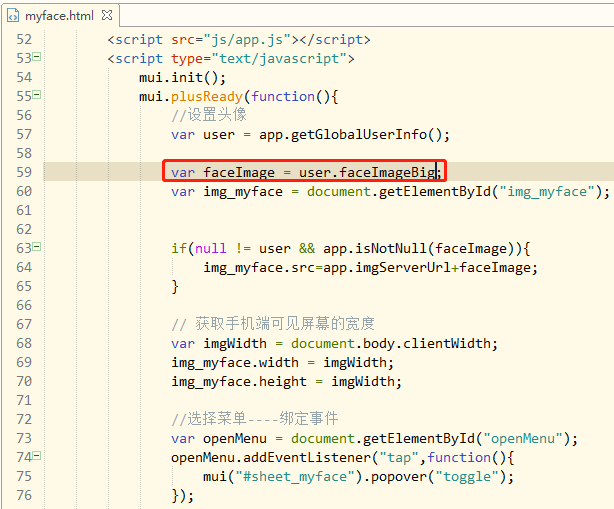 myface.html
52 <script src="js/app.js"></script>
53 <script type="text/javascript">
54 mui.init();
55 mui.plusReady(function(){
56 //设置头像
57 var user = app.getGlobalUserInfo();
58
59 var faceImage = user.faceImageBig;
60 var img_myface = document.getElementById("img_myface");
61
62
63 if(null != user && app.isNotNull(faceImage)){
64 img_myface.src=app.imgServerUrl+faceImage;
65 }
66
67 // 获取手机端可见屏幕的宽度
68 var imgWidth = document.body.clientWidth;
69 img_myface.width = imgWidth;
70 img_myface.height = imgWidth;
71
72 //选择菜单----绑定事件
73 var openMenu = document.getElementById("openMenu");
74 openMenu.addEventListener("tap",function(){
75 mui("#sheet_myface").popover("toggle");
76 });